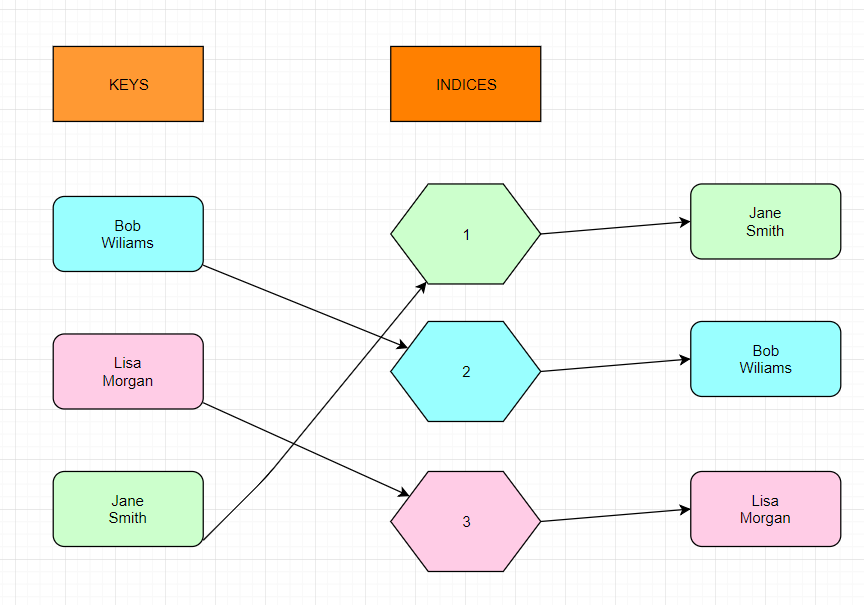 KEYS
INDICES
Bob
Wiliams
1
Jane
Smith
Lisa
Morgan
2
Bob
Wiliams
Jane
Smith
3
Lisa
Morgan